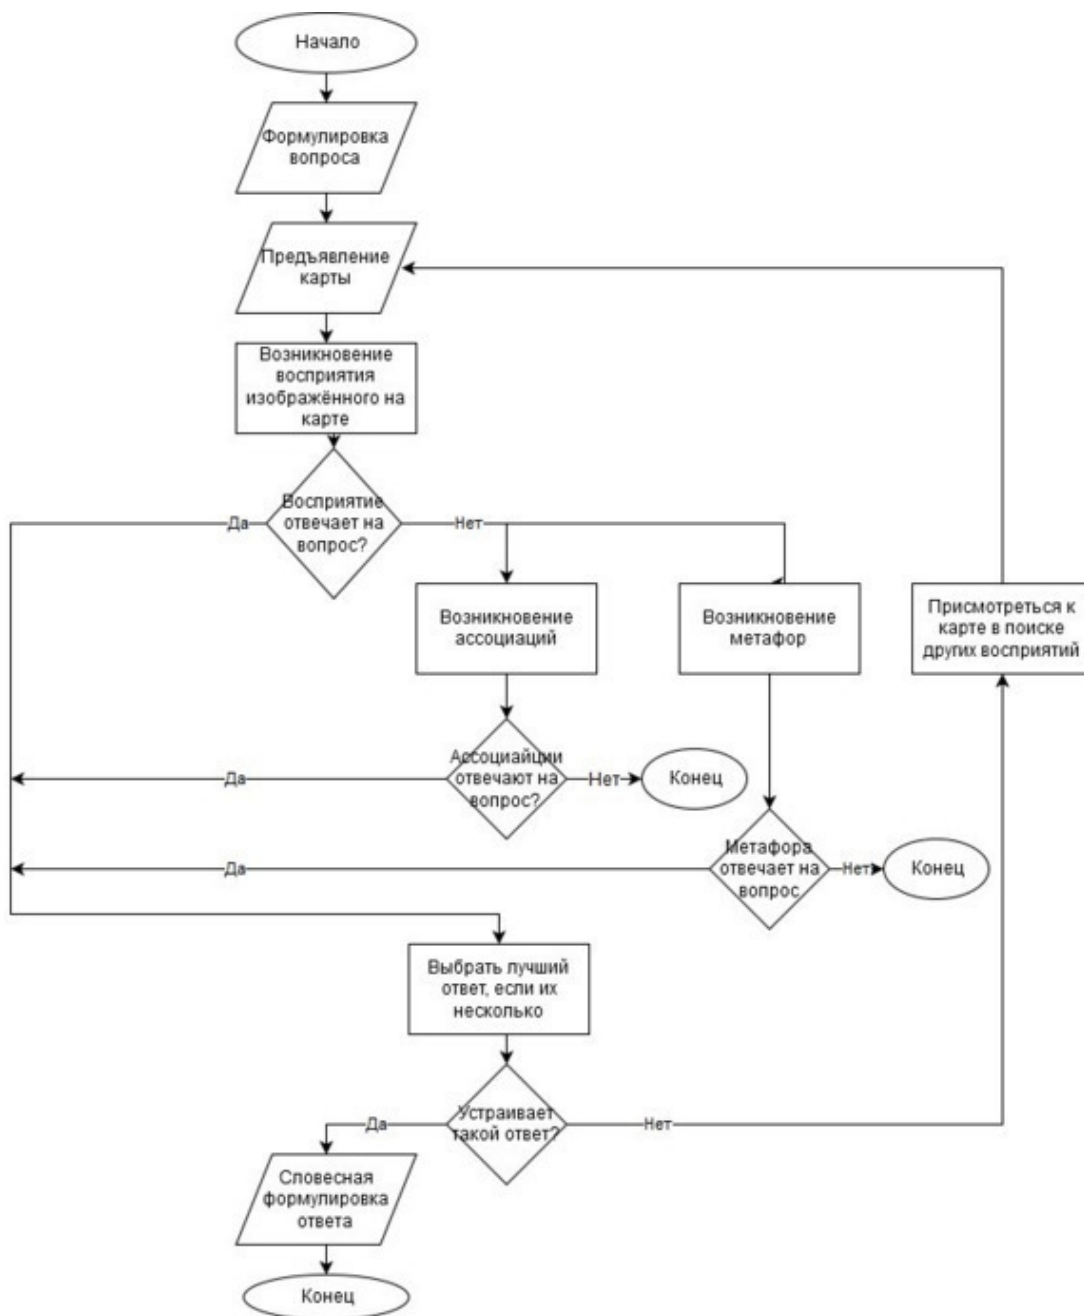 Начало
Формулировка
вопроса
Предъявление
карты
Возникновение
восприятия
изображённого на
карте
Восприятие
отвечает на
вопрос?
Да
Нет
Возникновение
ассоциаций
Возникновение
метафор
Присмотреться к
карте в поиске
других восприятий
Ассоциайции
отвечают на
вопрос?
Да
Нет
Конец
Метафора
отвечает на
вопрос
Да
Нет
Конец
Выбрать лучший
ответ, если их
несколько
Устраивает
такой ответ?
Да
Нет
Словесная
формулировка
ответа
Конец